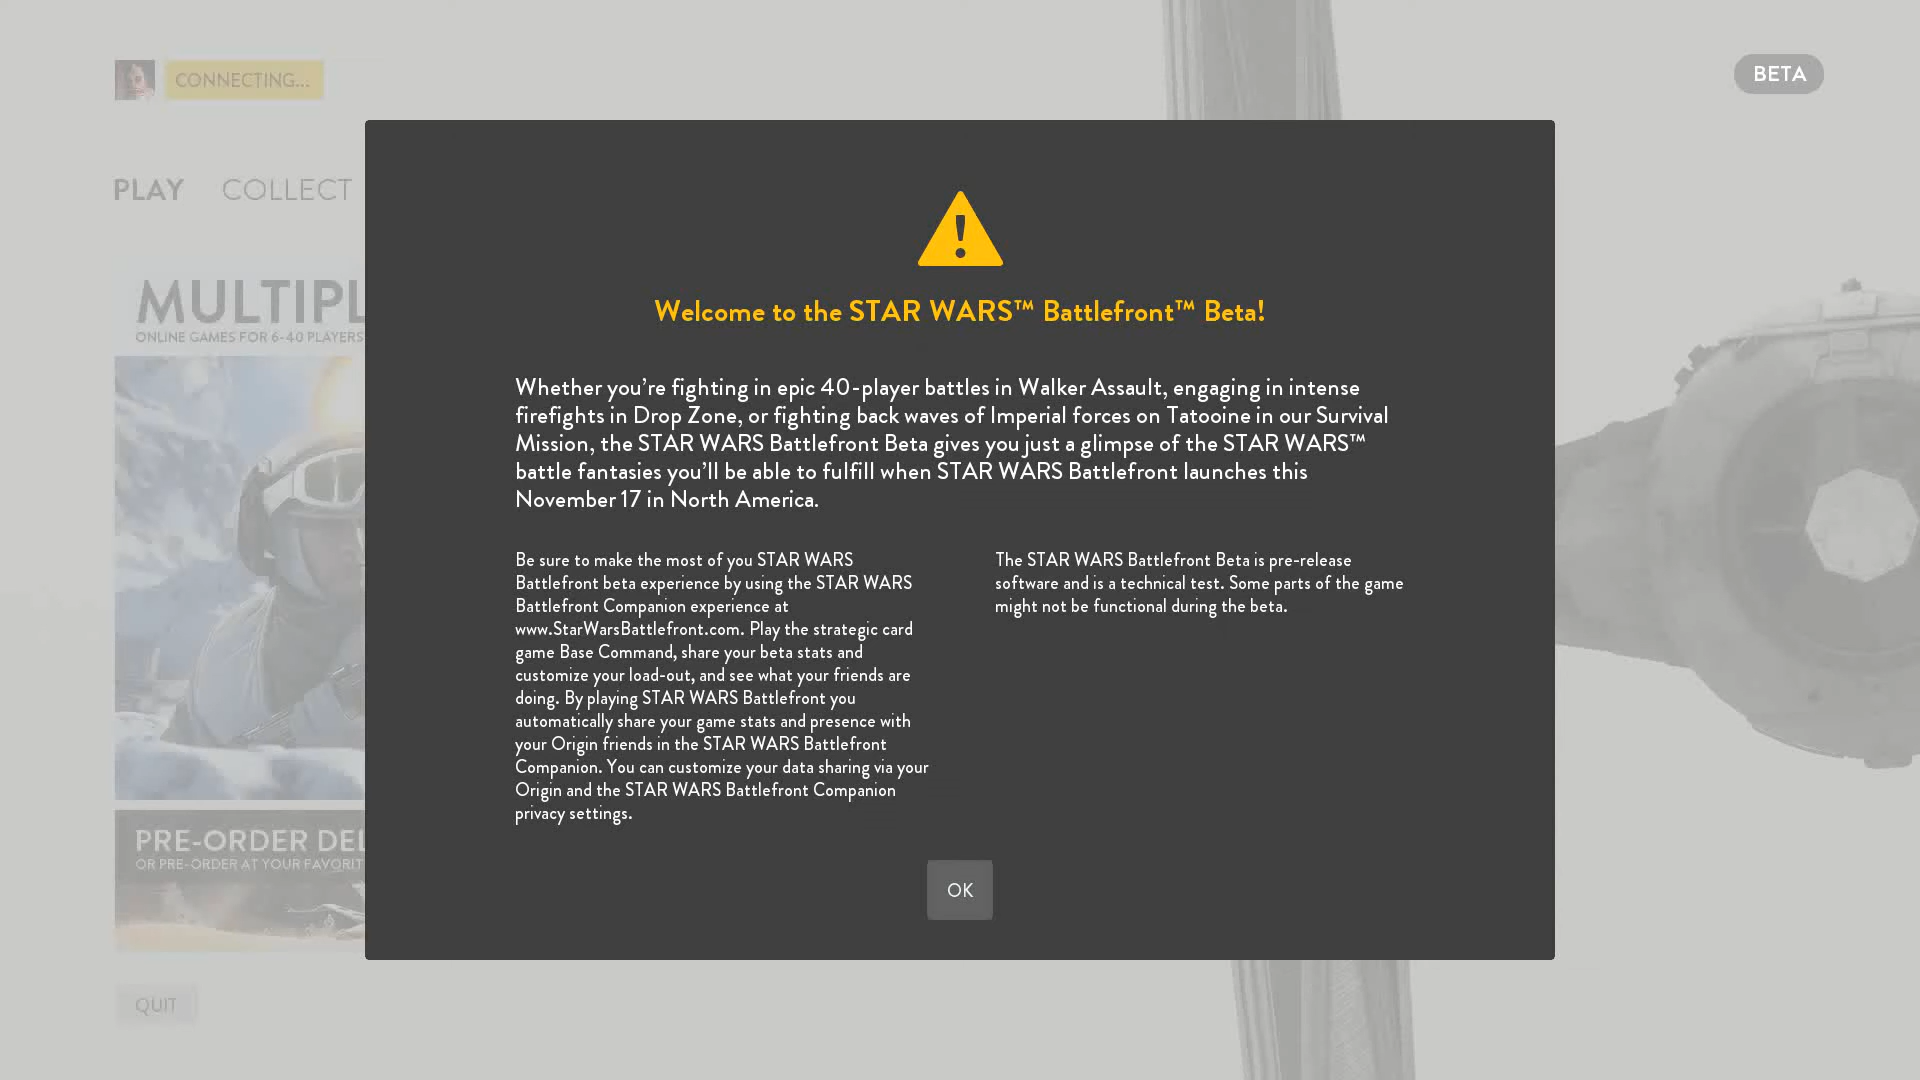 CONNECTING...
BETA
PLAY COLLECT
MULTIPL
ONLINE GAMES FOR 6-40 PLAYERS
Welcome to the STAR WARS™ Battlefront™ Beta!
Whether you're fighting in epic 40-player battles in Walker Assault, engaging in intense
firefights in Drop Zone, or fighting back waves of Imperial forces on Tatooine in our Survival
Mission, the STAR WARS Battlefront Beta gives you just a glimpse of the STAR WARS™
battle fantasies you'll be able to fulfill when STAR WARS Battlefront launches this
November 17 in North America.
Be sure to make the most of you STAR WARS
Battlefront beta experience by using the STAR WARS
Battlefront Companion experience at
www.StarWarsBattlefront.com. Play the strategic card
game Base Command, share your beta stats and
customize your load-out, and see what your friends are
doing. By playing STAR WARS Battlefront you
automatically share your game stats and presence with
your Origin friends in the STAR WARS Battlefront
Companion. You can customize your data sharing via your
Origin and the STAR WARS Battlefront Companion
privacy settings.
The STAR WARS Battlefront Beta is pre-release
software and is a technical test. Some parts of the game
might not be functional during the beta.
PRE-ORDER DEL
OR PRE-ORDER AT YOUR FAVORIT
OK
QUIT